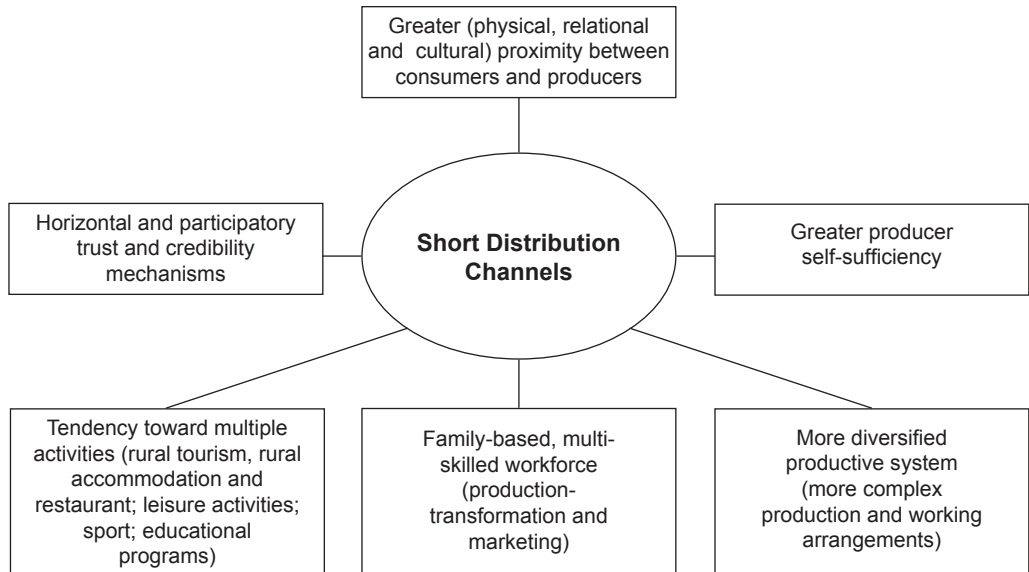 Greater (physical, relational
and cultural) proximity between
consumers and producers
Horizontal and participatory
trust and credibility
mechanisms
Short Distribution
Channels
Greater producer
self-sufficiency
Tendency toward multiple
activities (rural tourism, rural
accommodation and
restaurant; leisure activities;
sport; educational
programs)
Family-based, multi-
skilled workforce
(production-
transformation and
marketing)
More diversified
productive system
(more complex
production and working
arrangements)